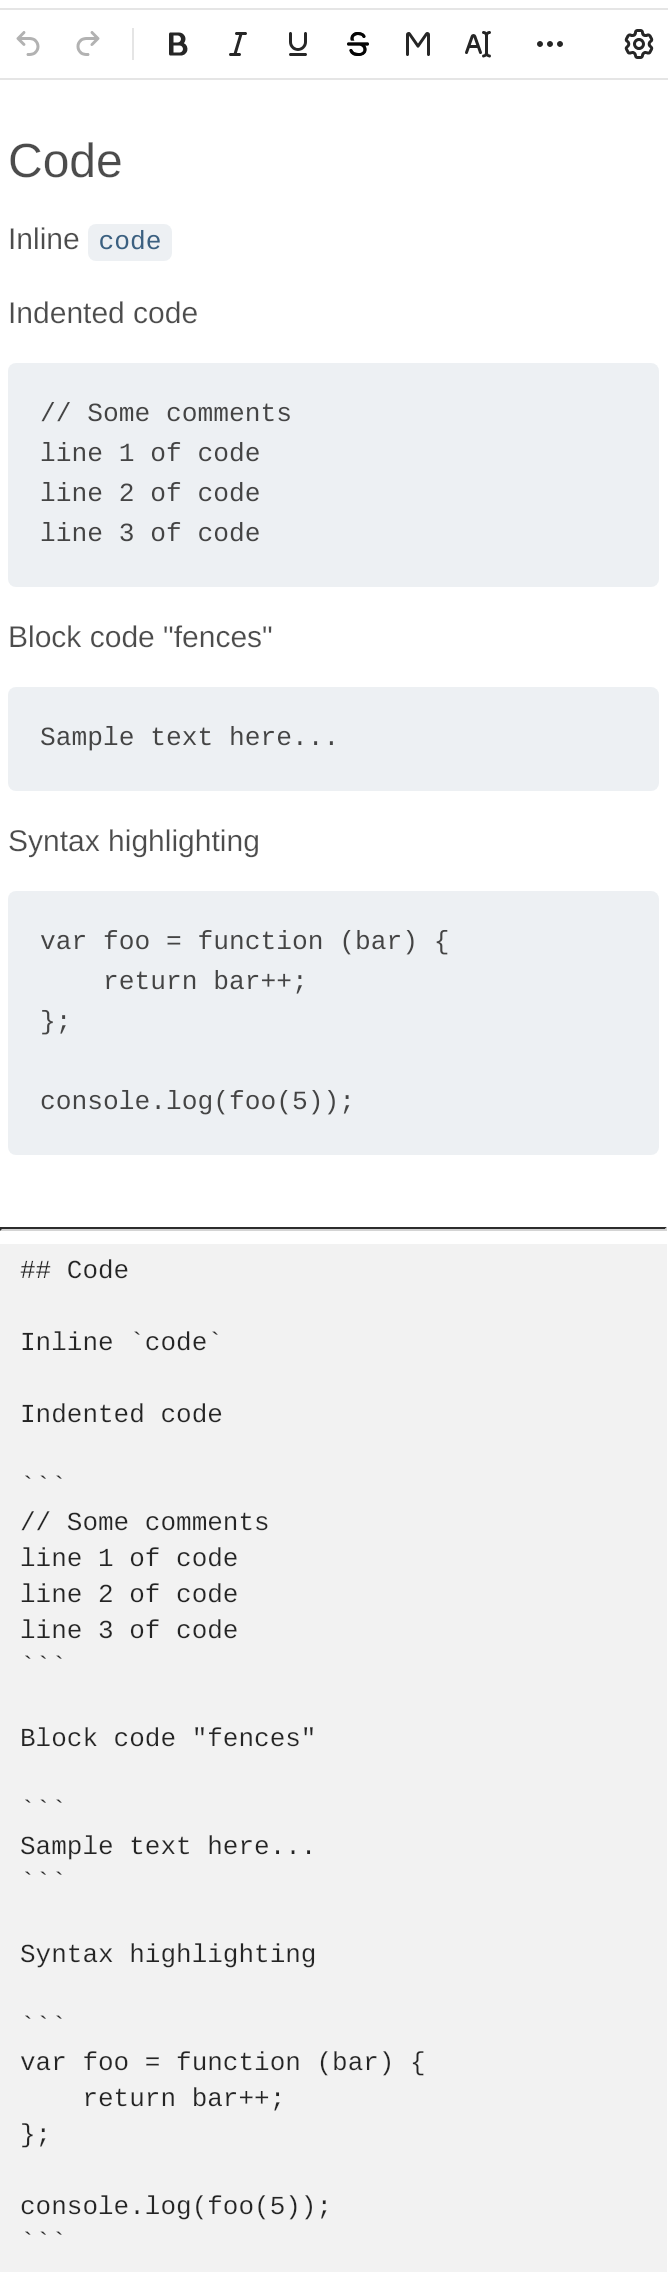 B I U S M AI
Code
Inline code
Indented code
// Some comments
line 1 of code
line 2 of code
line 3 of code
Block code "fences"
Sample text here...
Syntax highlighting
var foo = function (bar) {
    return bar++;
};
console.log(foo(5));
## Code
Inline `code`
Indented code
```
// Some comments
line 1 of code
line 2 of code
line 3 of code
```
Block code "fences"
```
Sample text here...
```
Syntax highlighting
```
var foo = function (bar) {
    return bar++;
};
console.log(foo(5));
```